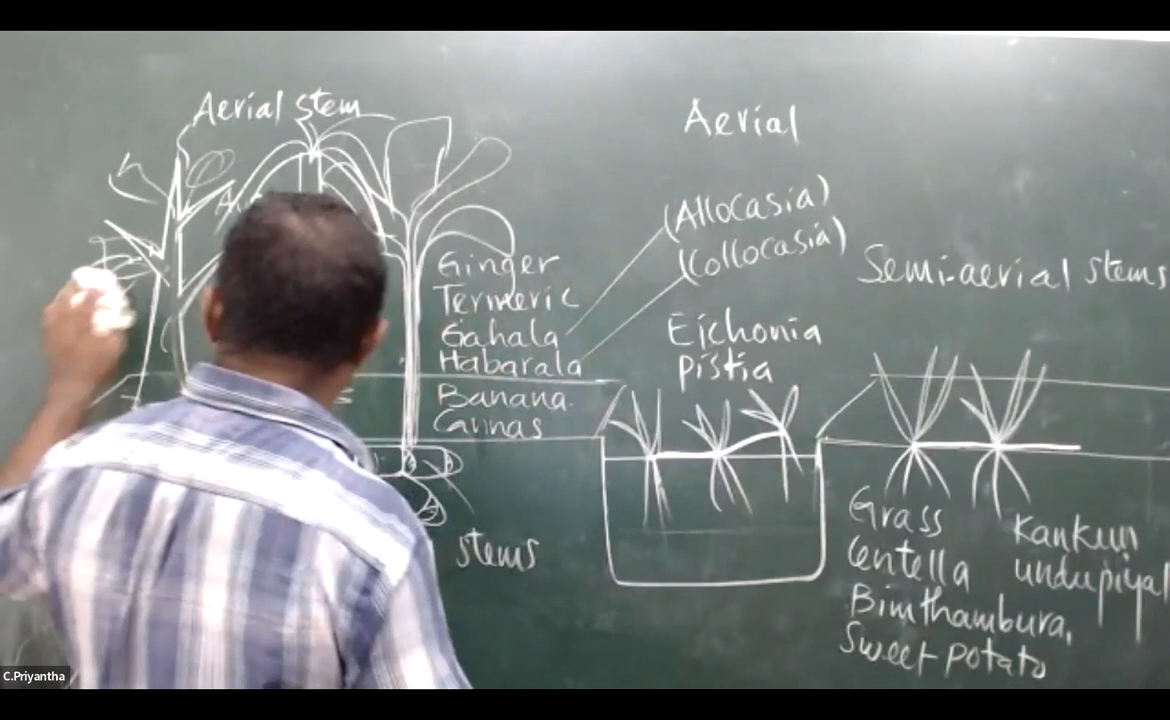 Aerial stem
Ginger
Termeric
Gahala
Habarala
Banana
Cannas
stems
Aerial
(Allocasia)
(Collocasia)
Eichonia
pistia
Semi-aerial stems
Grass
Centella
Bimthambura,
Sweet potato
Kankun
undupiyal
C.Priyantha